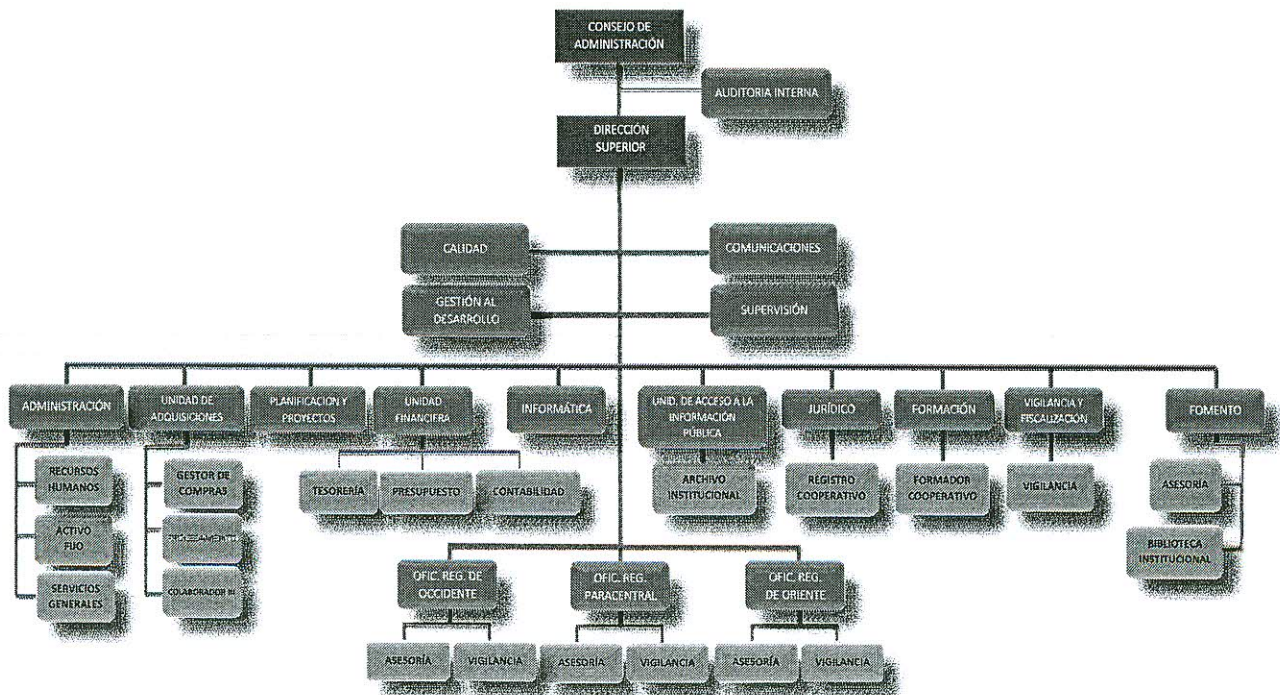 CONSEJO DE
ADMINISTRACIÓN
AUDITORIA INTERNA
DIRECCIÓN
SUPERIOR
CALIDAD
COMUNICACIONES
GESTIÓN AL
DESARROLLO
SUPERVISIÓN
ADMINISTRACIÓN
UNIDAD DE
ADQUISICIONES
PLANIFICACION Y
PROYECTOS
UNIDAD
FINANCIERA
INFORMÁTICA
UNID. DE ACCESO A LA
INFORMACIÓN
PÚBLICA
JURÍDICO
FORMACIÓN
VIGILANCIA Y
FISCALIZACIÓN
FOMENTO
RECURSOS
HUMANOS
ACTIVO
FIJO
SERVICIOS
GENERALES
GESTOR DE
COMPRAS
COLABORADOR
TESORERÍA
PRESUPUESTO
CONTABILIDAD
ARCHIVO
INSTITUCIONAL
REGISTRO
COOPERATIVO
FORMADOR
COOPERATIVO
VIGILANCIA
ASESORÍA
BIBLIOTECA
INSTITUCIONAL
OFIC. REG. DE
OCCIDENTE
OFIC. REG.
PARACENTRAL
OFIC. REG.
DE ORIENTE
ASESORÍA
VIGILANCIA
ASESORÍA
VIGILANCIA
ASESORÍA
VIGILANCIA